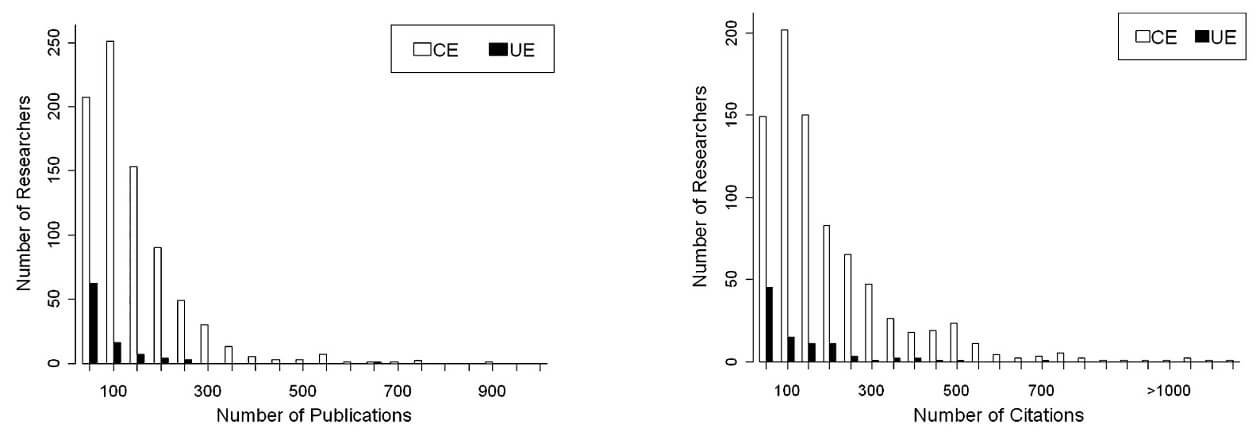 CE UE
250
200
150
100
50
0
Number of Researchers
100 300 500 700 900
Number of Publications
CE UE
200
150
100
50
0
Number of Researchers
100 300 500 700 >1000
Number of Citations